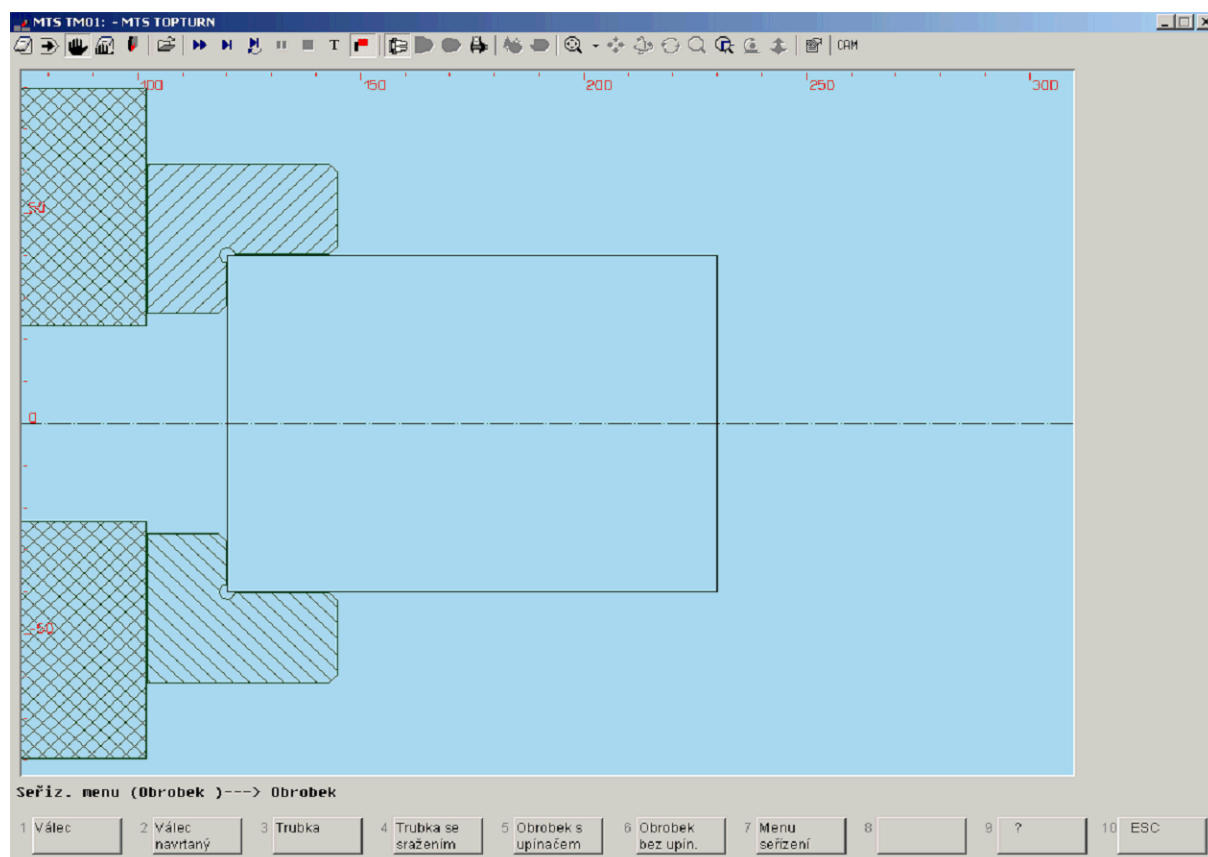 MTS TM01: - MTS TOPTURN
T
CAM
100 150 200 250 300
50
0
-50
Seřiz. menu (Obrobek )---> Obrobek
1 Válec
2 Válec navrtaný
3 Trubka
4 Trubka se sražením
5 Obrobek s upínačem
6 Obrobek bez upín.
7 Menu seřízení
8
9 ?
10 ESC